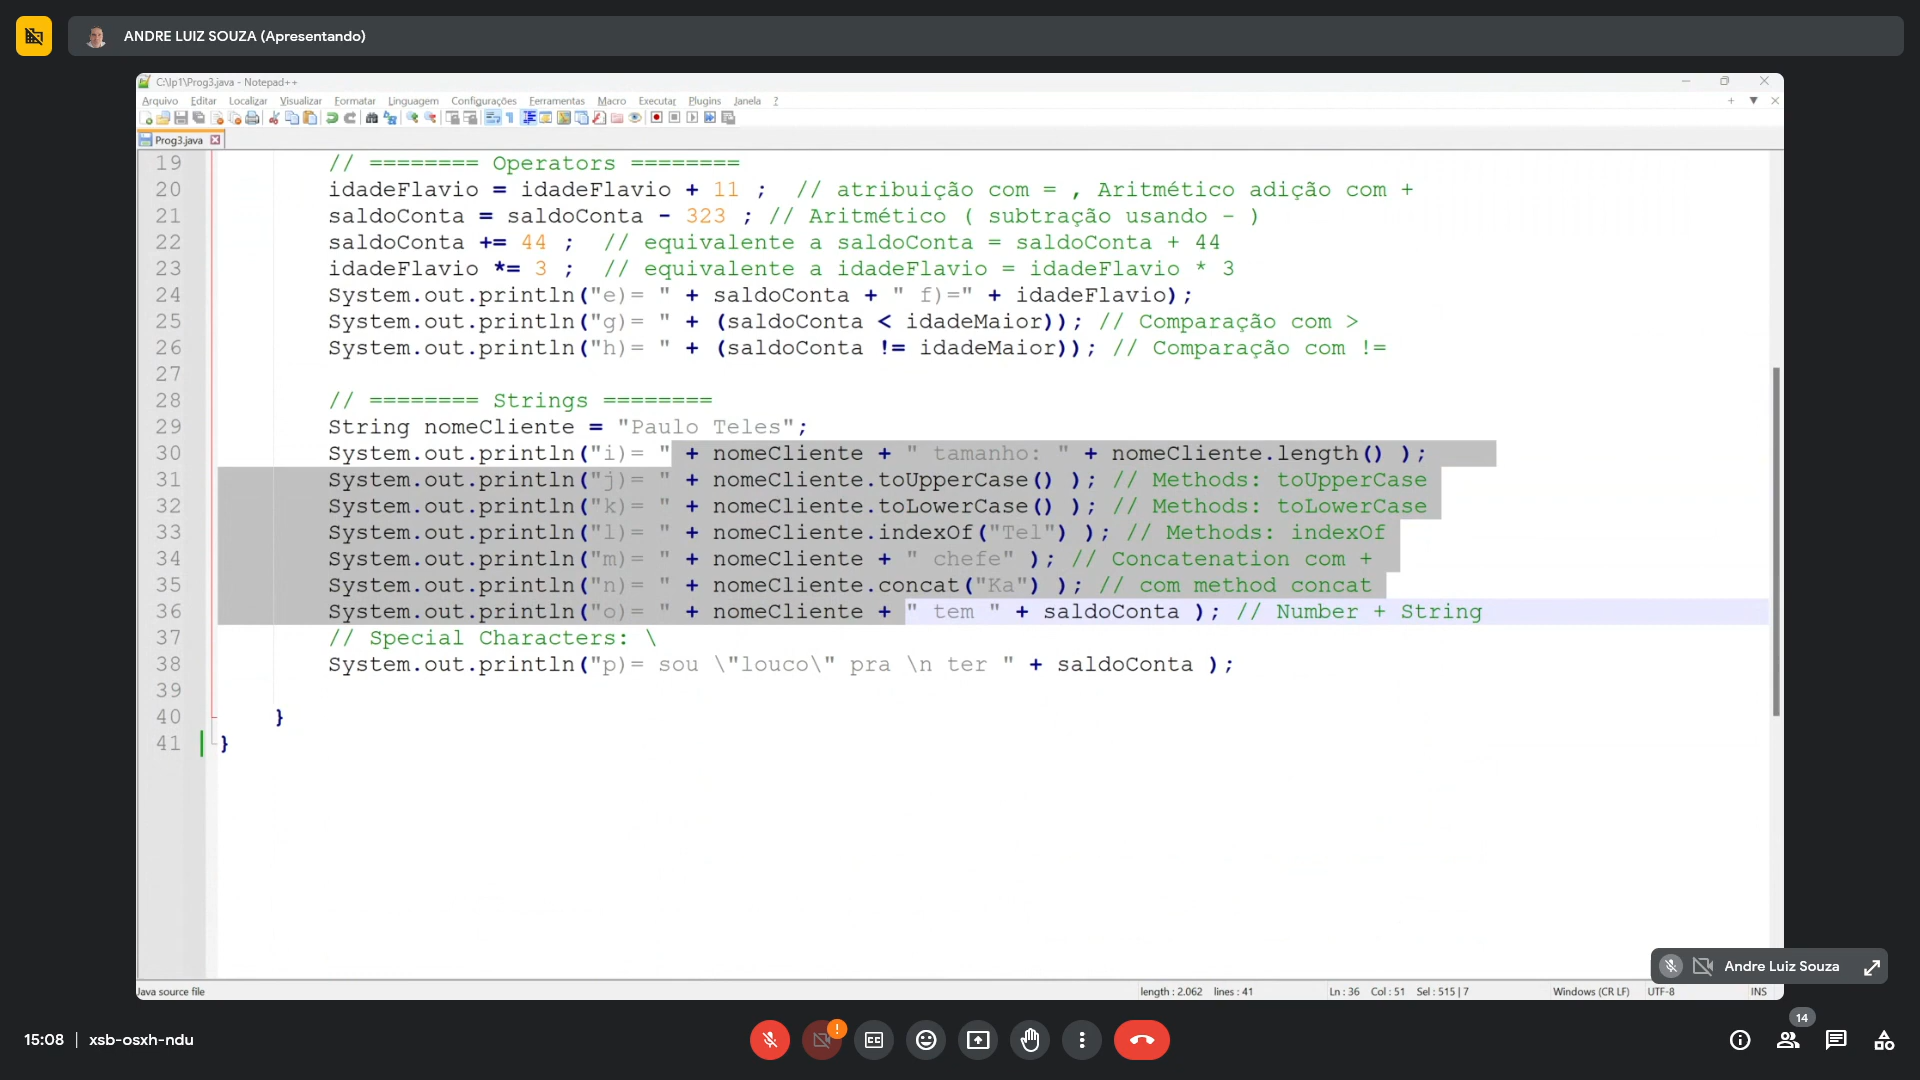 ANDRE LUIZ SOUZA (Apresentando)
C:\lp1\Prog3.java - Notepad++
Arquivo Editar Localizar Visualizar Formatar Linguagem Configurações Ferramentas Macro Executar Plugins Janela ?
Prog3.java
19 // ======== Operators ========
20 idadeFlavio = idadeFlavio + 11 ; // atribuição com = , Aritmético adição com +
21 saldoConta = saldoConta - 323 ; // Aritmético ( subtração usando - )
22 saldoConta += 44 ; // equivalente a saldoConta = saldoConta + 44
23 idadeFlavio *= 3 ; // equivalente a idadeFlavio = idadeFlavio * 3
24 System.out.println("e)= " + saldoConta + " f)=" + idadeFlavio);
25 System.out.println("g)= " + (saldoConta < idadeMaior)); // Comparação com >
26 System.out.println("h)= " + (saldoConta != idadeMaior)); // Comparação com !=
27
28 // ======== Strings ========
29 String nomeCliente = "Paulo Teles";
30 System.out.println("i)= " + nomeCliente + " tamanho: " + nomeCliente.length() );
31 System.out.println("j)= " + nomeCliente.toUpperCase() ); // Methods: toUpperCase
32 System.out.println("k)= " + nomeCliente.toLowerCase() ); // Methods: toLowerCase
33 System.out.println("l)= " + nomeCliente.indexOf("Tel") ); // Methods: indexOf
34 System.out.println("m)= " + nomeCliente + " chefe" ); // Concatenation com +
35 System.out.println("n)= " + nomeCliente.concat("Ka") ); // com method concat
36 System.out.println("o)= " + nomeCliente + " tem " + saldoConta ); // Number + String
37 // Special Characters: \
38 System.out.println("p)= sou \"louco\" pra \n ter " + saldoConta );
39
40 }
41 }
Andre Luiz Souza
Java source file length : 2.062 lines : 41 Ln : 36 Col : 51 Sel : 515 | 7 Windows (CR LF) UTF-8 INS
15:08 | xsb-osxh-ndu
14